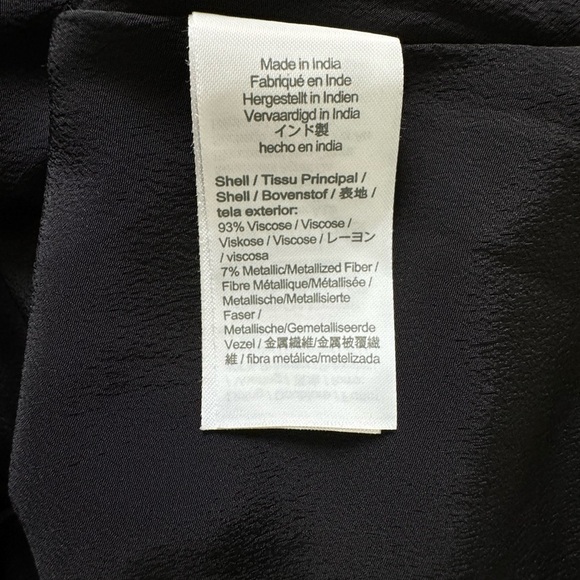 Made in India
Fabriqué en Inde
Hergestellt in Indien
Vervaardigd in India
インド製
hecho en india
Shell / Tissu Principal /
Shell / Bovenstof / 表地 /
tela exterior:
93% Viscose / Viscose /
Viskose / Viscose / レーヨン
/ viscosa
7% Metallic/Metallized Fiber /
Fibre Métallique/Métallisée /
Metallische/Metallisierte
Faser /
Metallische/Gemetalliseerde
Vezel / 金属繊維/金属被覆繊
維 / fibra metálica/metelizada